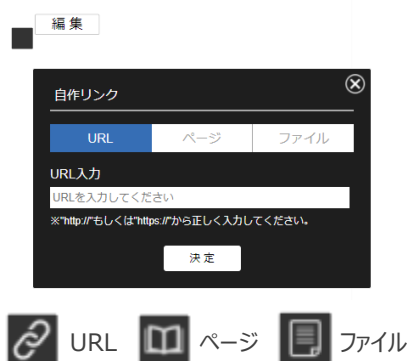 編集
自作リンク
URL ページ ファイル
URL入力
URLを入力してください
※"http://"もしくは"https://"から正しく入力してください。
決定
URL ページ ファイル